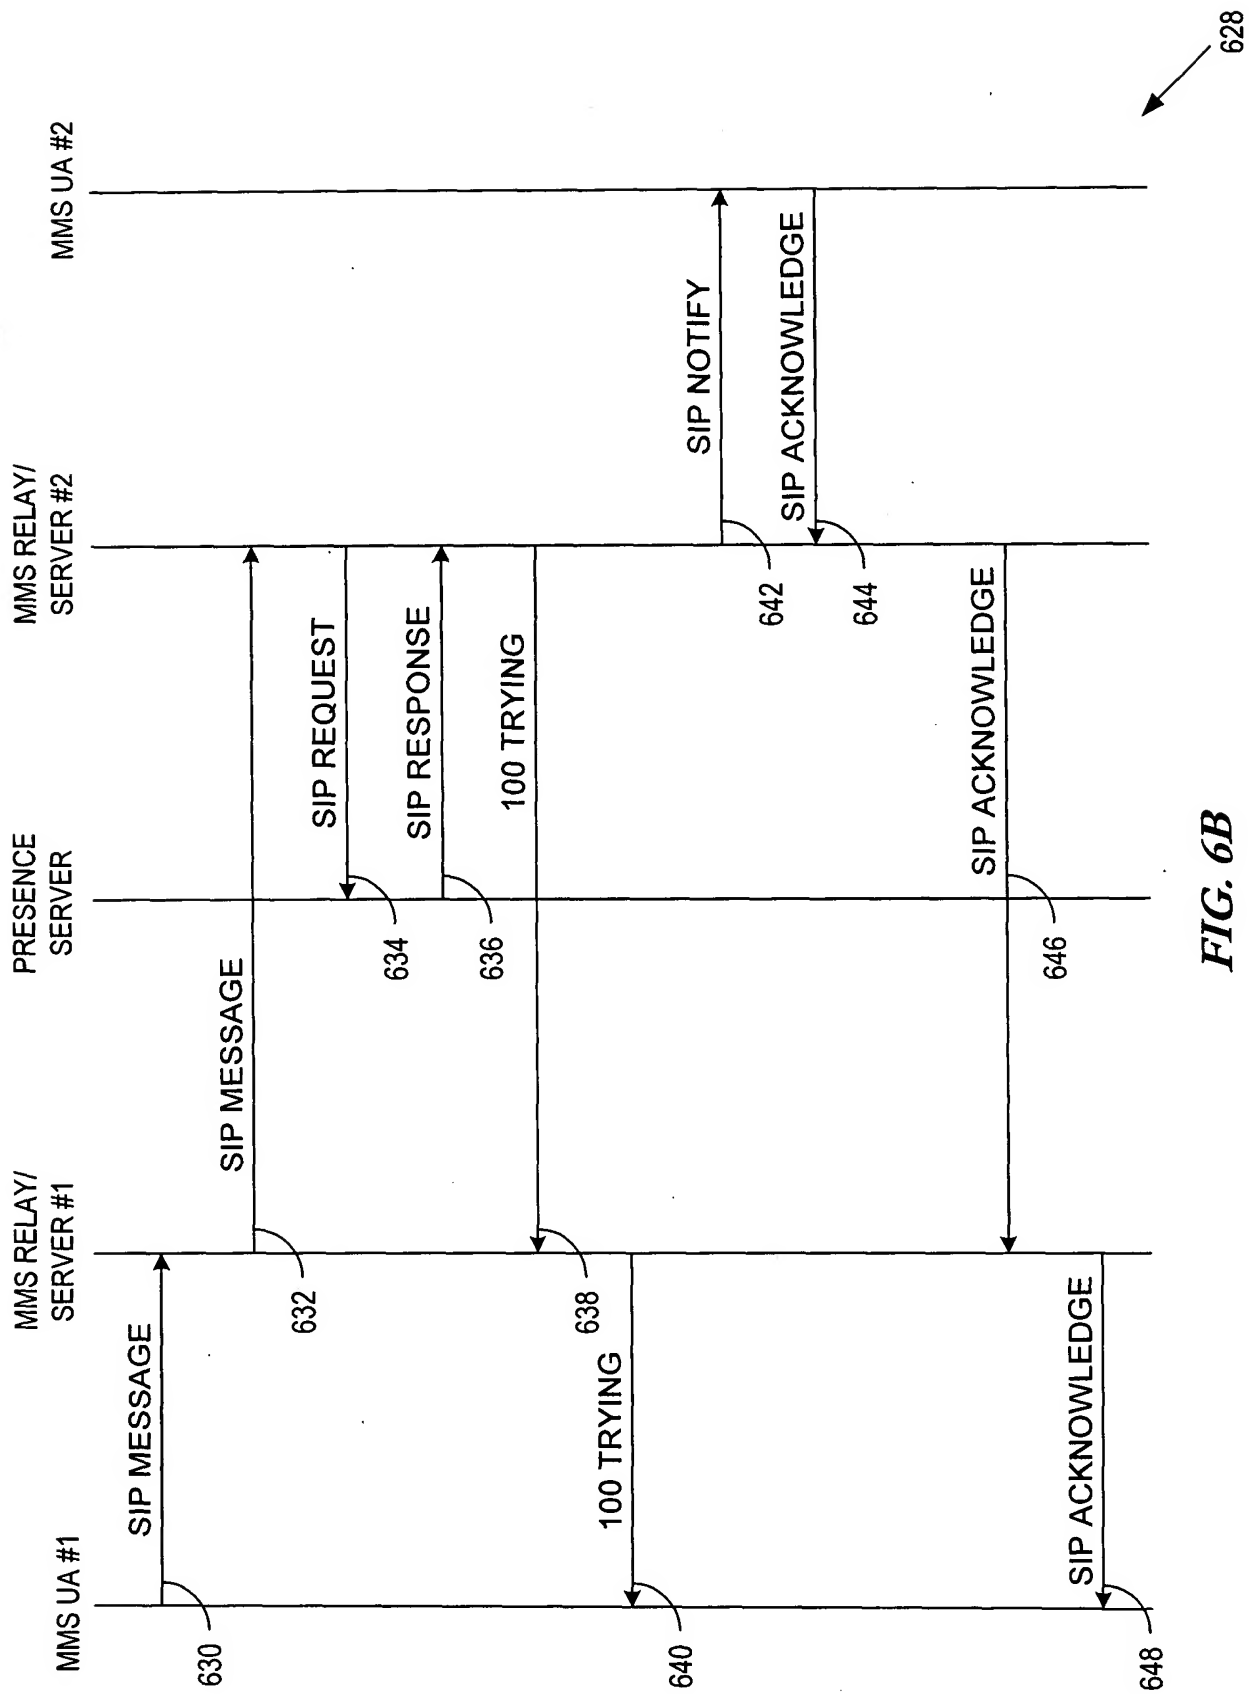 MMS UA #1
MMS RELAY/
SERVER #1
PRESENCE
SERVER
MMS RELAY/
SERVER #2
MMS UA #2
SIP MESSAGE
630
SIP MESSAGE
632
SIP REQUEST
634
SIP RESPONSE
636
100 TRYING
638
100 TRYING
640
SIP NOTIFY
642
SIP ACKNOWLEDGE
644
SIP ACKNOWLEDGE
646
SIP ACKNOWLEDGE
648
628
FIG. 6B